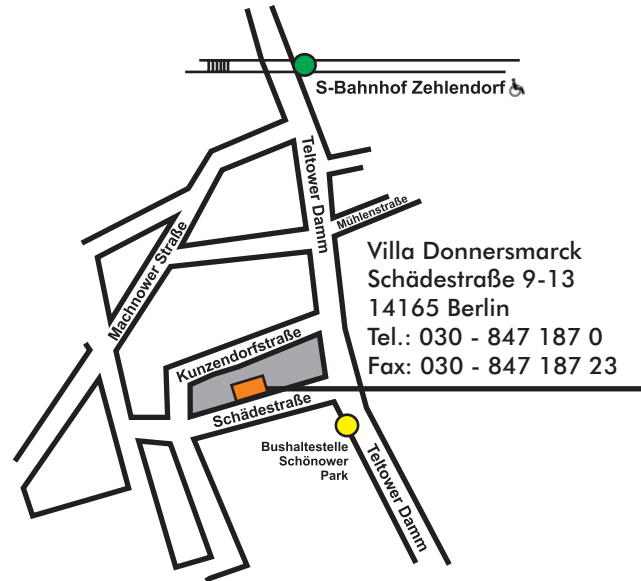 S-Bahnhof Zehlendorf
Teltower Damm
Mühlenstraße
Machnower Straße
Villa Donnersmarck
Schädestraße 9-13
14165 Berlin
Tel.: 030 - 847 187 0
Fax: 030 - 847 187 23
Kunzendorfstraße
Schädestraße
Bushaltestelle
Schönower
Park
Teltower Damm